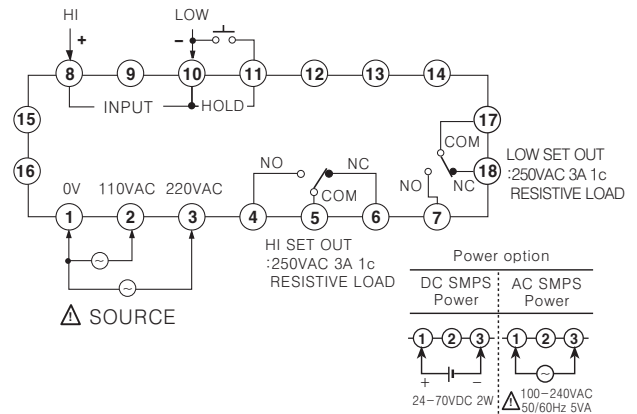 HI LOW
+ −
8 9 10 11 12 13 14
INPUT HOLD
15
17
COM
16
18
LOW SET OUT
:250VAC 3A 1c
RESISTIVE LOAD
NO NC
NO NC
COM
0V 110VAC 220VAC
1 2 3 4 5 6 7
HI SET OUT
:250VAC 3A 1c
RESISTIVE LOAD
~
~
! SOURCE
Power option
DC SMPS
Power
AC SMPS
Power
1 2 3
1 2 3
+ −
~
24-70VDC 2W
! 100-240VAC
50/60Hz 5VA